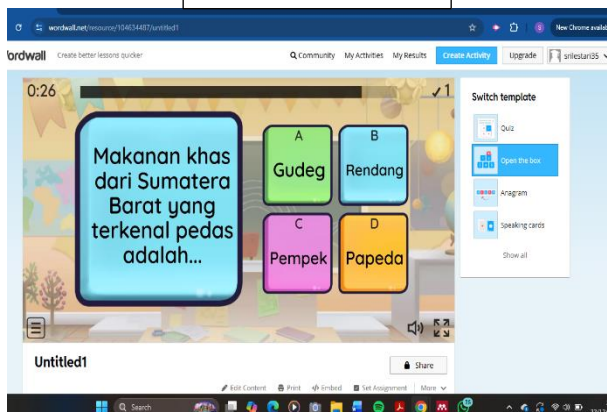 wordwall.net/resource/104634487/untitled1
New Chrome availab
Wordwall
Create better lessons quicker
Community
My Activities
My Results
Create Activity
Upgrade
srilestari35
0:26
1
Makanan khas
dari Sumatera
Barat yang
terkenal pedas
adalah...
A
Gudeg
B
Rendang
C
Pempek
D
Papeda
Switch template
Quiz
Open the box
Anagram
Speaking cards
Show all
Untitled1
Share
Edit Content
Print
Embed
Set Assignment
More
Search